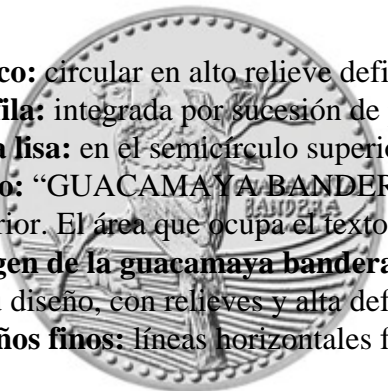 co: circular en alto relieve defi
fila: integrada por sucesión de
a lisa: en el semicírculo superio
o: “GUACAMAYA BANDER
rior. El área que ocupa el texto
gen de la guacamaya bandera
diseño, con relieves y alta def
ños finos: líneas horizontales f
BANDERA